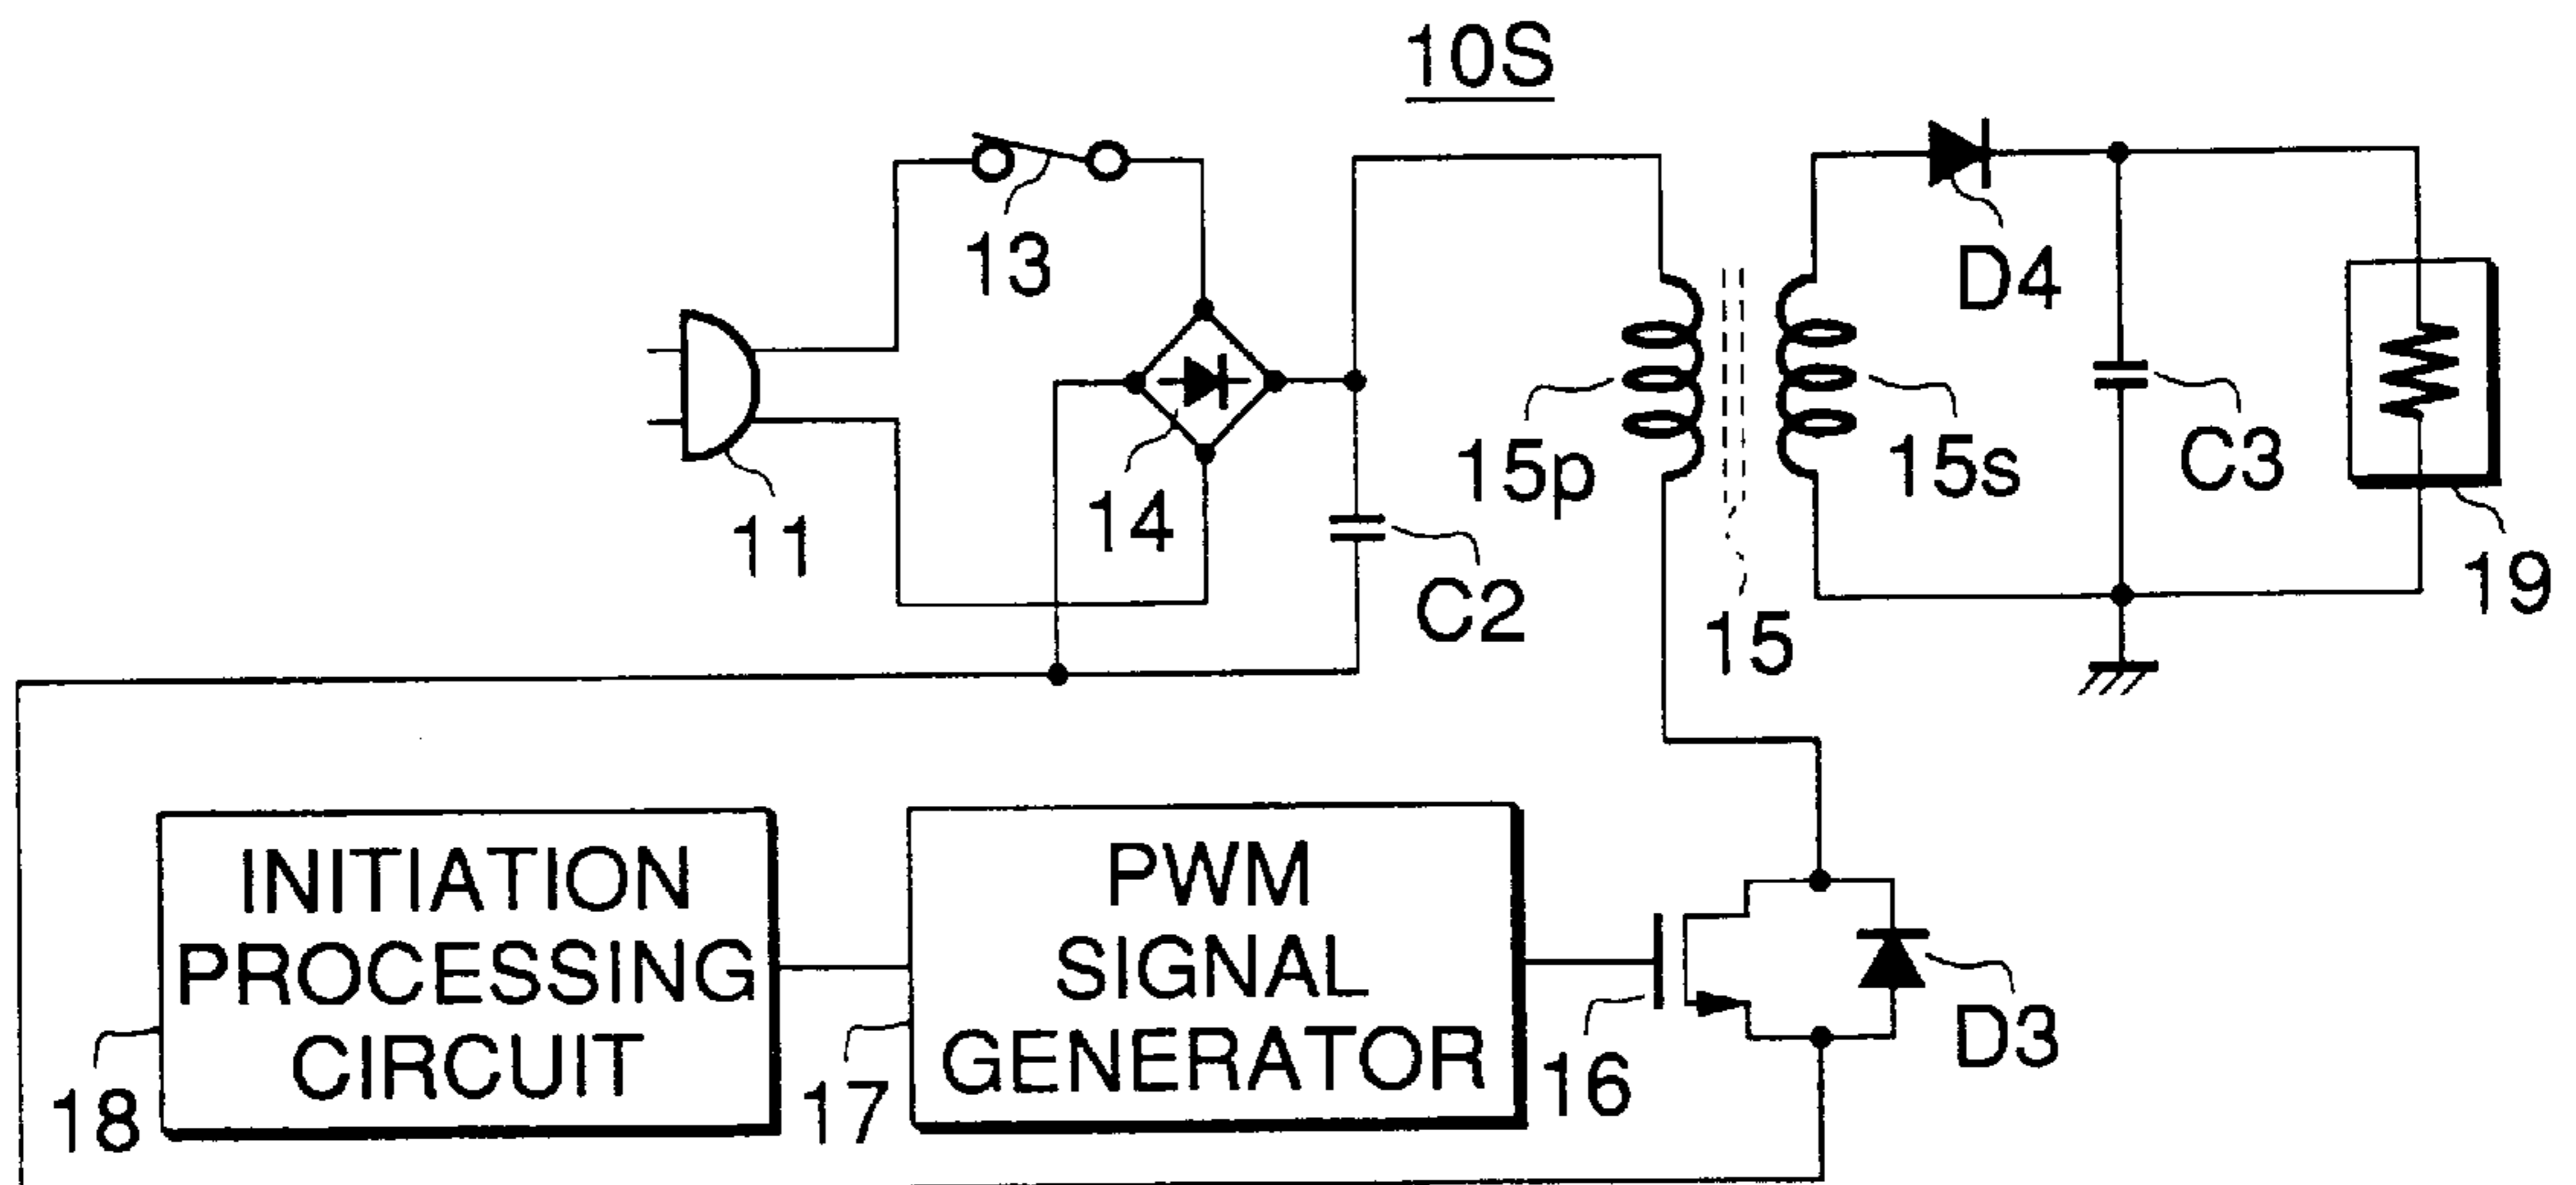 10S
13
D4
15p
15s
C3
14
11
C2
15
19
INITIATION
PROCESSING
CIRCUIT
PWM
SIGNAL
GENERATOR
18
17
16
D3